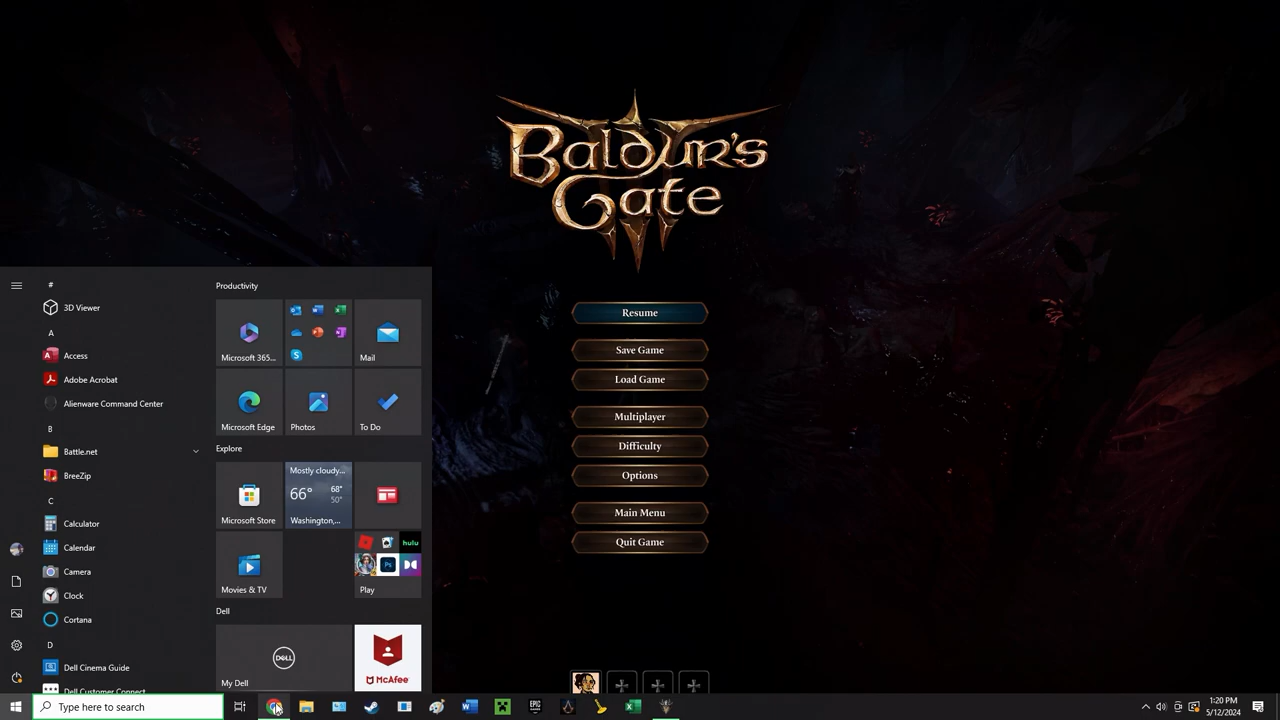 Baldur's
Gate
Resume
Save Game
Load Game
Multiplayer
Difficulty
Options
Main Menu
Quit Game
#
3D Viewer
A
Access
Adobe Acrobat
Alienware Command Center
B
Battle.net
BreeZip
C
Calculator
Calendar
Camera
Clock
Cortana
D
Dell Cinema Guide
Dell Customer Connect
Productivity
Microsoft 365...
Mail
Microsoft Edge
Photos
To Do
Explore
Microsoft Store
Mostly cloudy...
66° 68°
50°
Washington,...
Movies & TV
hulu
Ps
Play
Dell
DELL
My Dell
McAfee
Type here to search
EPIC
GAMES
1:20 PM
5/12/2024